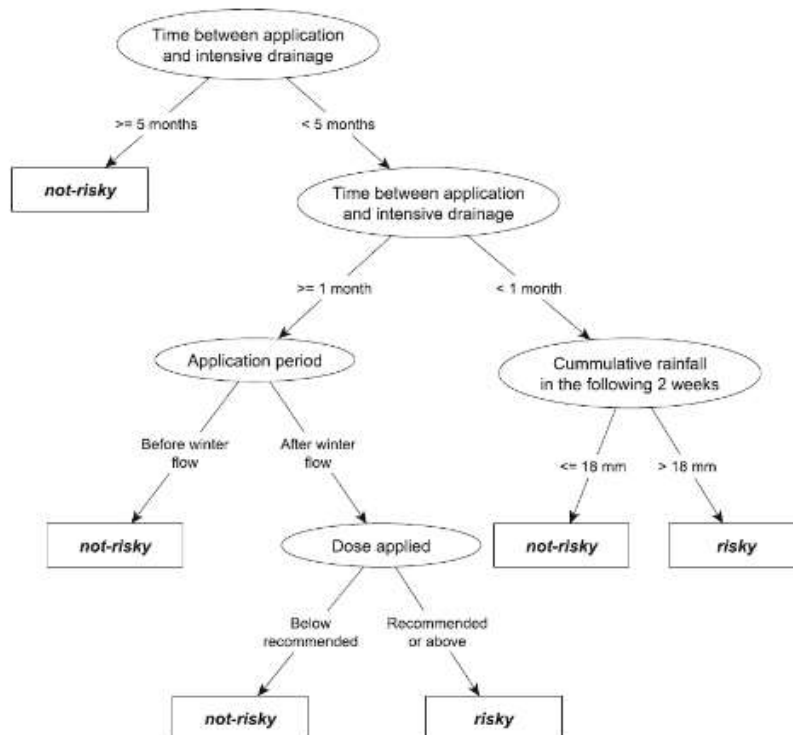 Time between application
and intensive drainage
>= 5 months
< 5 months
not-risky
Time between application
and intensive drainage
>= 1 month
< 1 month
Application period
Cummulative rainfall
in the following 2 weeks
Before winter
flow
After winter
flow
<= 18 mm
> 18 mm
not-risky
Dose applied
not-risky
risky
Below
recommended
Recommended
or above
not-risky
risky